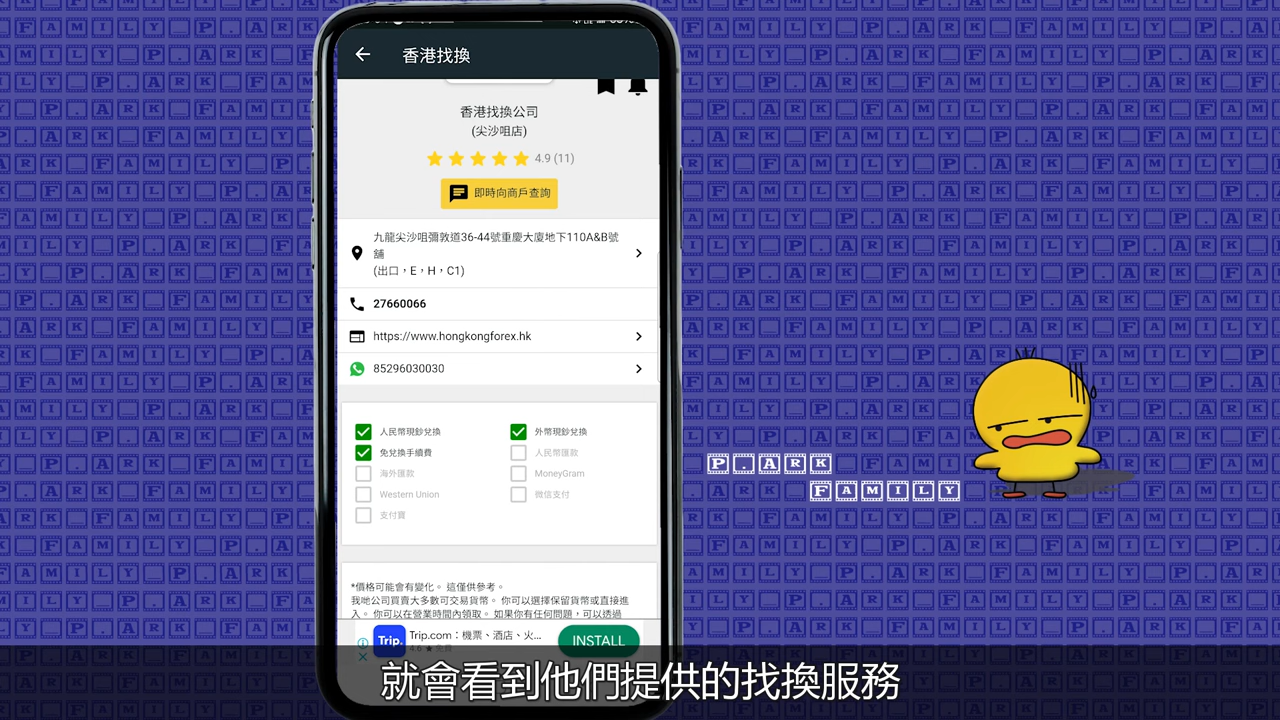 香港找換
香港找換公司
(尖沙咀店)
4.9 (11)
即時向商戶查詢
九龍尖沙咀彌敦道36-44號重慶大廈地下110A&B號
舖
(出口，E，H，C1)
27660066
https://www.hongkongforex.hk
85296030030
人民幣現鈔兌換
外幣現鈔兌換
免兌換手續費
人民幣匯款
海外匯款
MoneyGram
Western Union
微信支付
支付寶
*價格可能會有變化。 這僅供參考。
我哋公司買賣大多數可交易貨幣。 你可以選擇保留貨幣或直接進
入。 你可以在營業時間內領取。 如果你有任何問題，可以透過
Trip.
Trip.com：機票、酒店、火...
4.6 ★ 免費
INSTALL
P.ARK
FAMILY
就會看到他們提供的找換服務